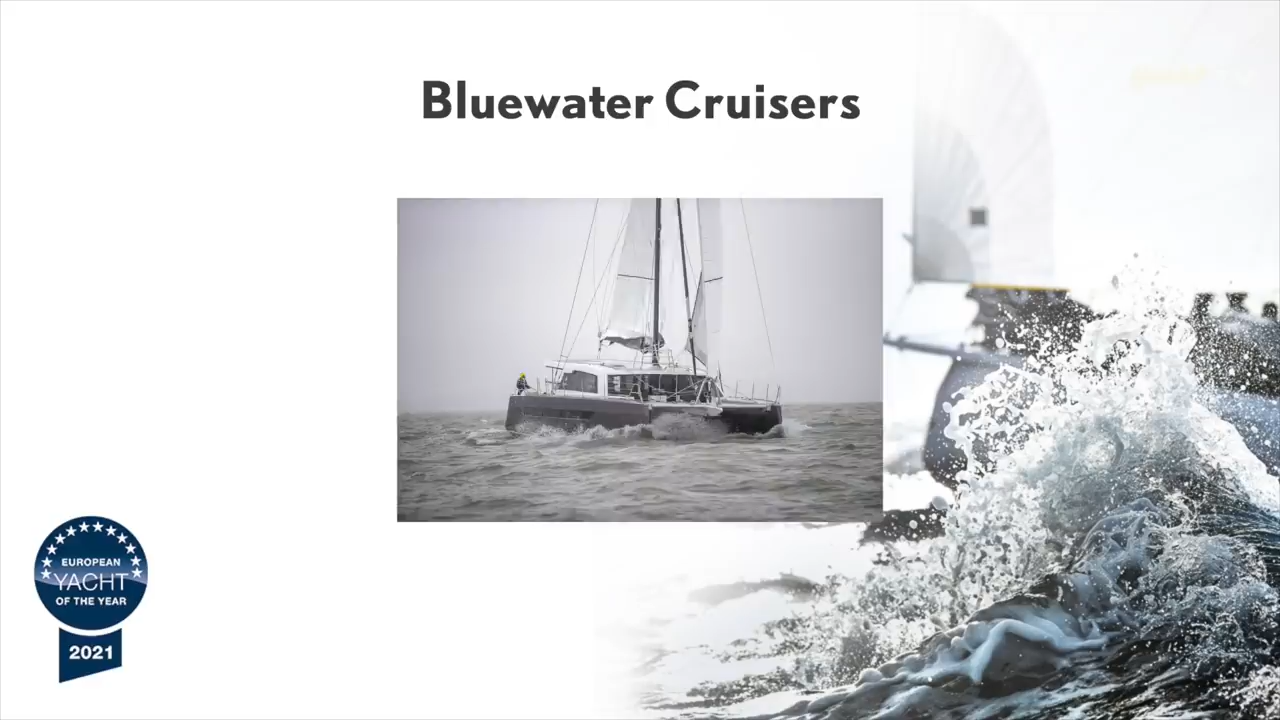 Bluewater Cruisers
EUROPEAN
YACHT
OF THE YEAR
2021